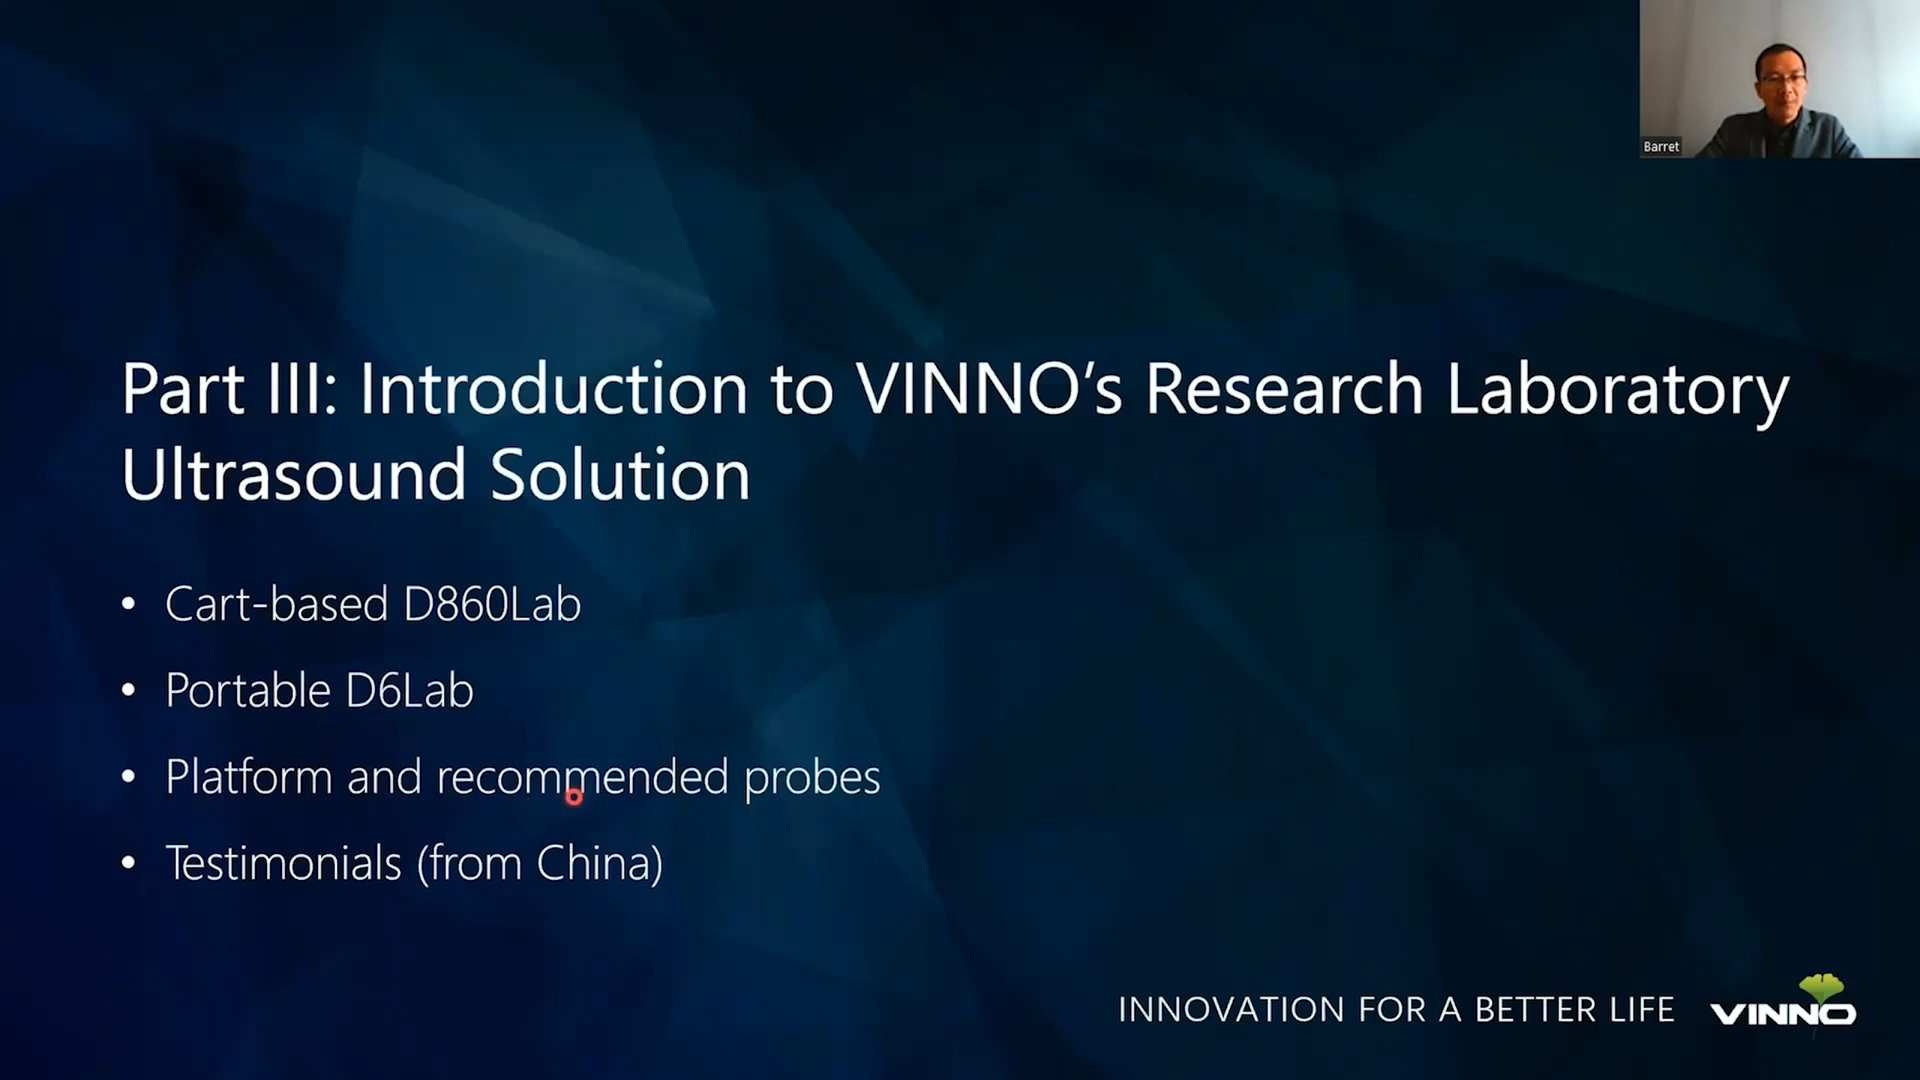 Barret
Part III: Introduction to VINNO’s Research Laboratory
Ultrasound Solution
• Cart-based D860Lab
• Portable D6Lab
• Platform and recommended probes
• Testimonials (from China)
INNOVATION FOR A BETTER LIFE VINNO